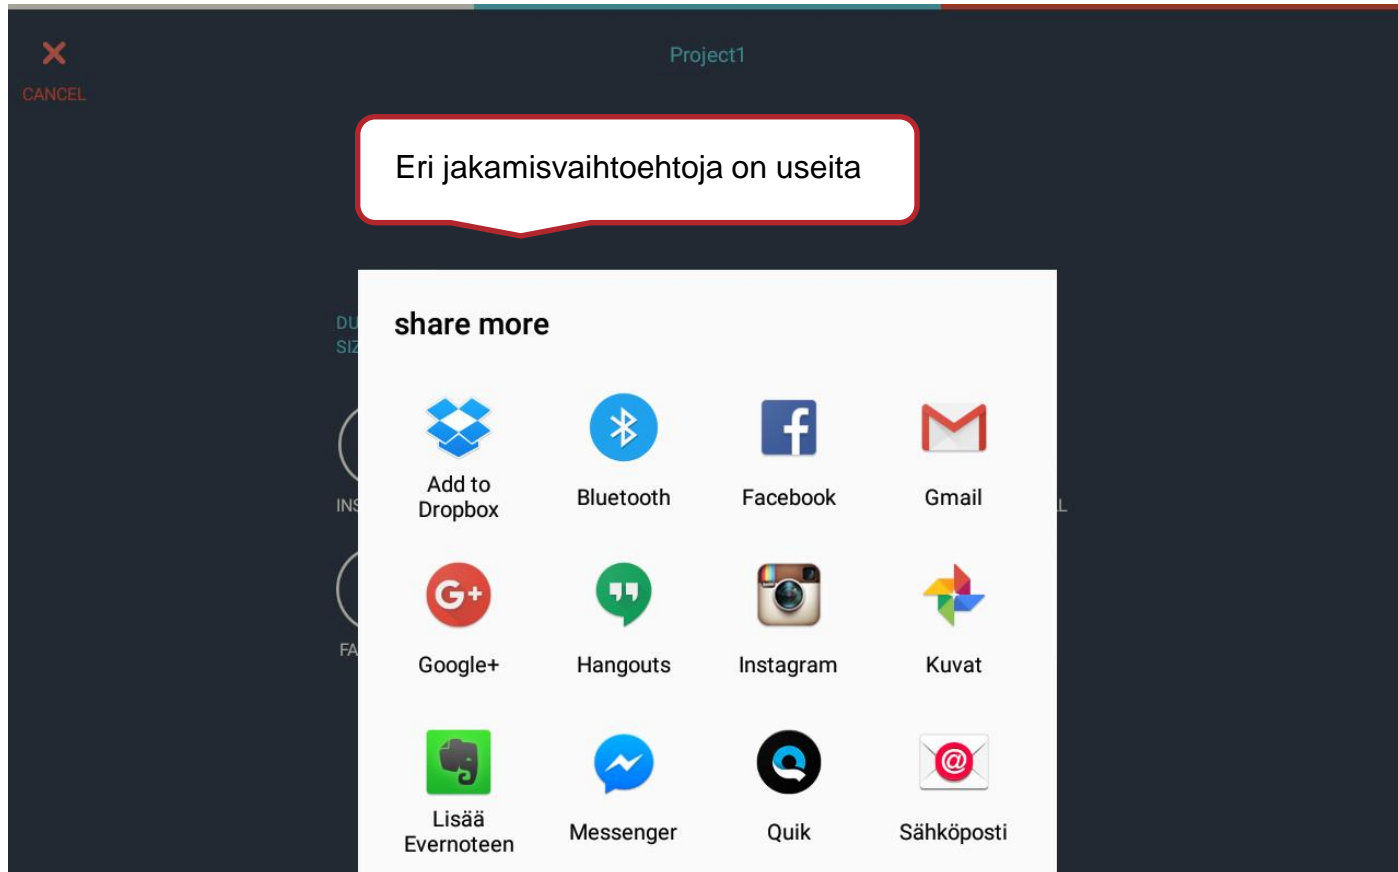 Project1
CANCEL
Eri jakamisvaihtoehtoja on useita
share more
Add to
Dropbox
Bluetooth
Facebook
Gmail
Google+
Hangouts
Instagram
Kuvat
Lisää
Evernoteen
Messenger
Quik
Sähköposti